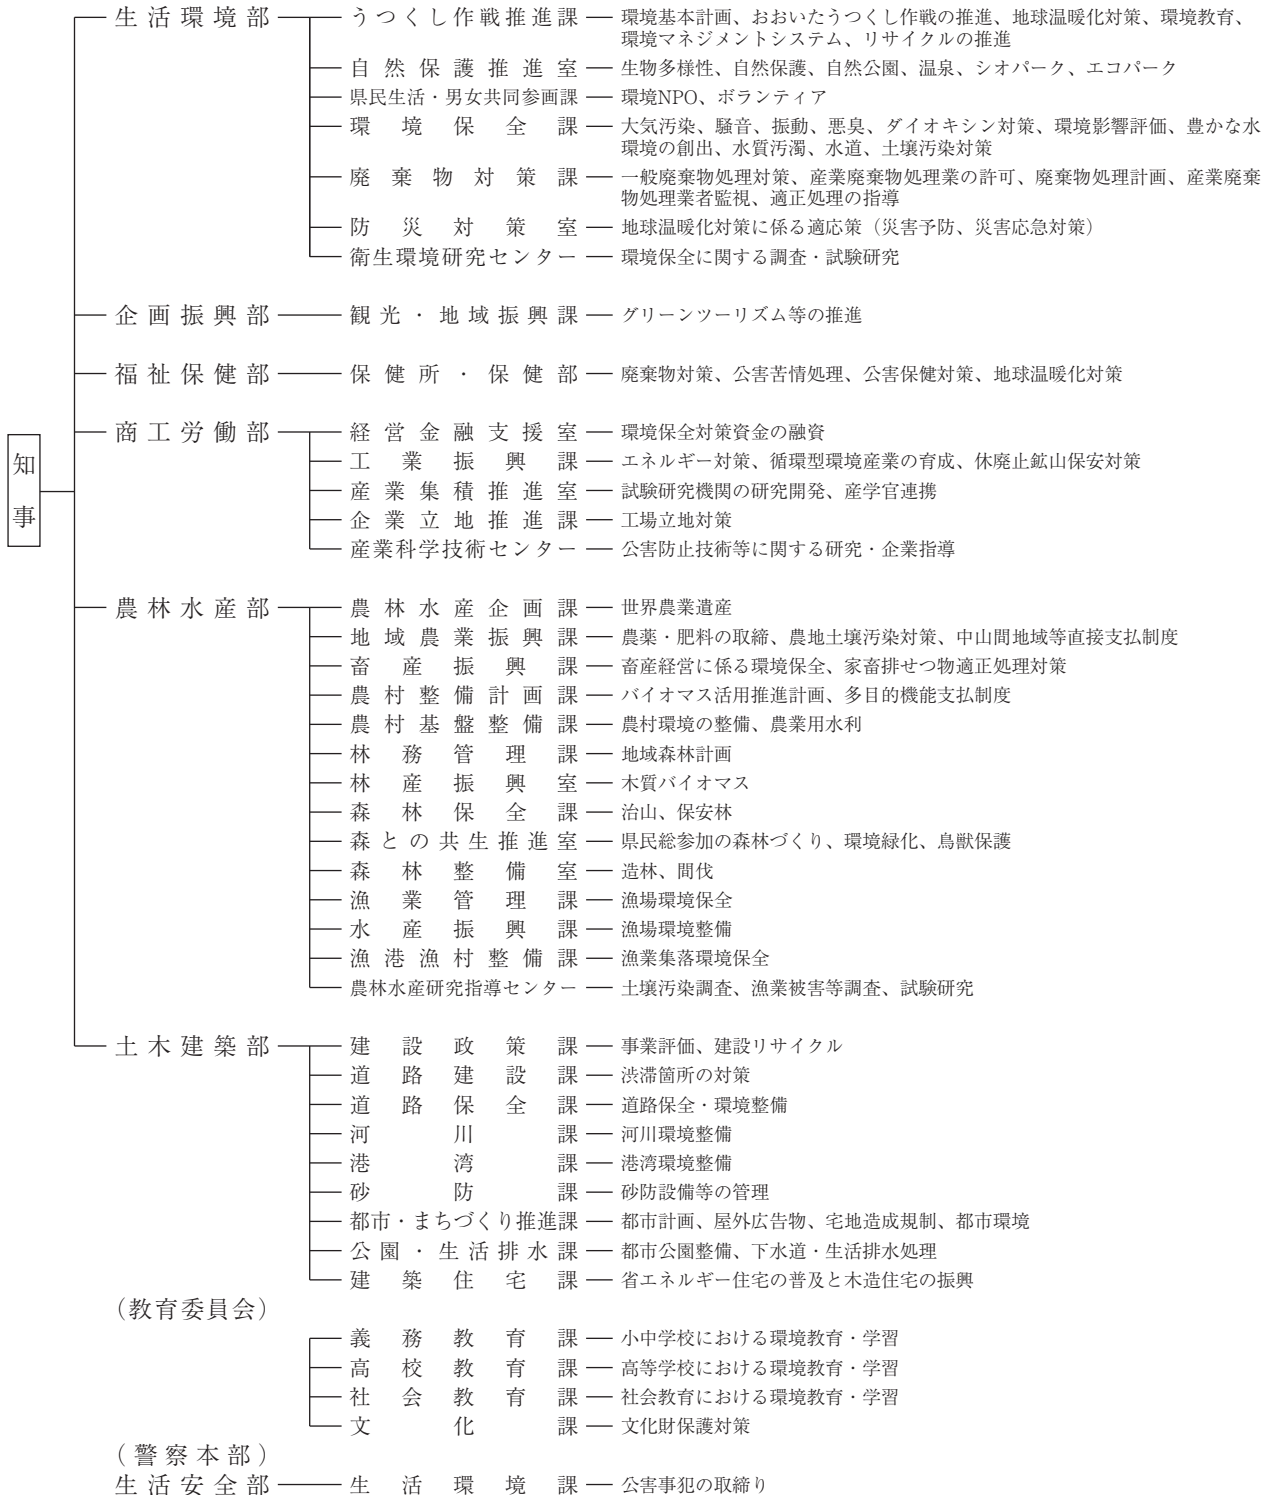 生活環境部 うつくし作戦推進課 環境基本計画、おおいたうつくし作戦の推進、地球温暖化対策、環境教育、
環境マネジメントシステム、リサイクルの推進
自然保護推進室 生物多様性、自然保護、自然公園、温泉、シオパーク、エコパーク
県民生活・男女共同参画課 環境NPO、ボランティア
環境保全課 大気汚染、騒音、振動、悪臭、ダイオキシン対策、環境影響評価、豊かな水
環境の創出、水質汚濁、水道、土壌汚染対策
廃棄物対策課 一般廃棄物処理対策、産業廃棄物処理業の許可、廃棄物処理計画、産業廃棄
物処理業者監視、適正処理の指導
防災対策室 地球温暖化対策に係る適応策（災害予防、災害応急対策）
衛生環境研究センター 環境保全に関する調査・試験研究
企画振興部 観光・地域振興課 グリーンツーリズム等の推進
福祉保健部 保健所・保健部 廃棄物対策、公害苦情処理、公害保健対策、地球温暖化対策
商工労働部 経営金融支援室 環境保全対策資金の融資
工業振興課 エネルギー対策、循環型環境産業の育成、休廃止鉱山保安対策
産業集積推進室 試験研究機関の研究開発、産学官連携
企業立地推進課 工場立地対策
産業科学技術センター 公害防止技術等に関する研究・企業指導
知事
農林水産部 農林水産企画課 世界農業遺産
地域農業振興課 農薬・肥料の取締、農地土壌汚染対策、中山間地域等直接支払制度
畜産振興課 畜産経営に係る環境保全、家畜排せつ物適正処理対策
農村整備計画課 バイオマス活用推進計画、多目的機能支払制度
農村基盤整備課 農村環境の整備、農業用水利
林務管理課 地域森林計画
林産振興室 木質バイオマス
森林保全課 治山、保安林
森との共生推進室 県民総参加の森林づくり、環境緑化、鳥獣保護
森林整備室 造林、間伐
漁業管理課 漁場環境保全
水産振興課 漁場環境整備
漁港漁村整備課 漁業集落環境保全
農林水産研究指導センター 土壌汚染調査、漁業被害等調査、試験研究
土木建築部 建設政策課 事業評価、建設リサイクル
道路建設課 渋滞箇所の対策
道路保全課 道路保全・環境整備
河川課 河川環境整備
港湾課 港湾環境整備
砂防課 砂防設備等の管理
都市・まちづくり推進課 都市計画、屋外広告物、宅地造成規制、都市環境
公園・生活排水課 都市公園整備、下水道・生活排水処理
建築住宅課 省エネルギー住宅の普及と木造住宅の振興
（教育委員会）
義務教育課 小中学校における環境教育・学習
高校教育課 高等学校における環境教育・学習
社会教育課 社会教育における環境教育・学習
文化課 文化財保護対策
（警察本部）
生活安全部 生活環境課 公害事犯の取締り